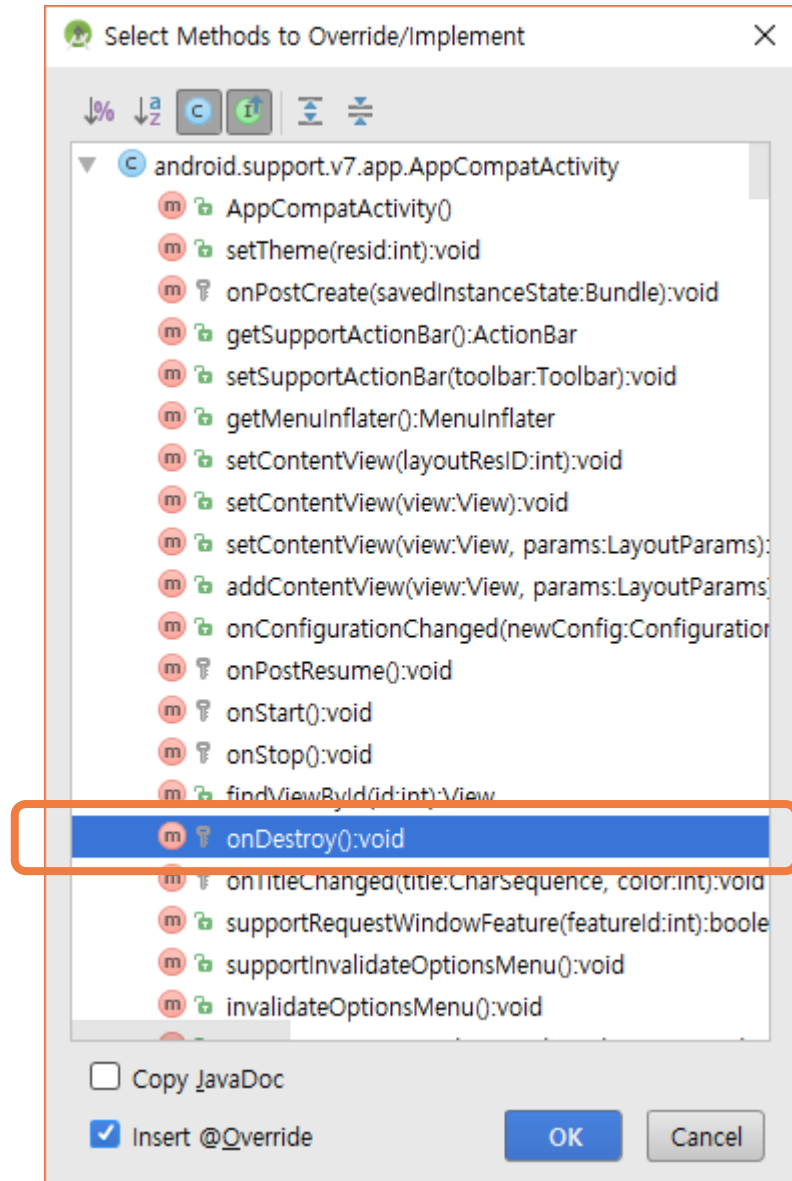 Select Methods to Override/Implement
android.support.v7.app.AppCompatActivity
AppCompatActivity()
setTheme(resid:int):void
onPostCreate(savedInstanceState:Bundle):void
getSupportActionBar():ActionBar
setSupportActionBar(toolbar:Toolbar):void
getMenuInflater():MenuInflater
setContentView(layoutResID:int):void
setContentView(view:View):void
setContentView(view:View, params:LayoutParams):
addContentView(view:View, params:LayoutParams)
onConfigurationChanged(newConfig:Configuration
onPostResume():void
onStart():void
onStop():void
findViewById(id:int):View
onDestroy():void
onTitleChanged(title:CharSequence, color:int):void
supportRequestWindowFeature(featureId:int):boole
supportInvalidateOptionsMenu():void
invalidateOptionsMenu():void
Copy JavaDoc
Insert @Override
OK Cancel